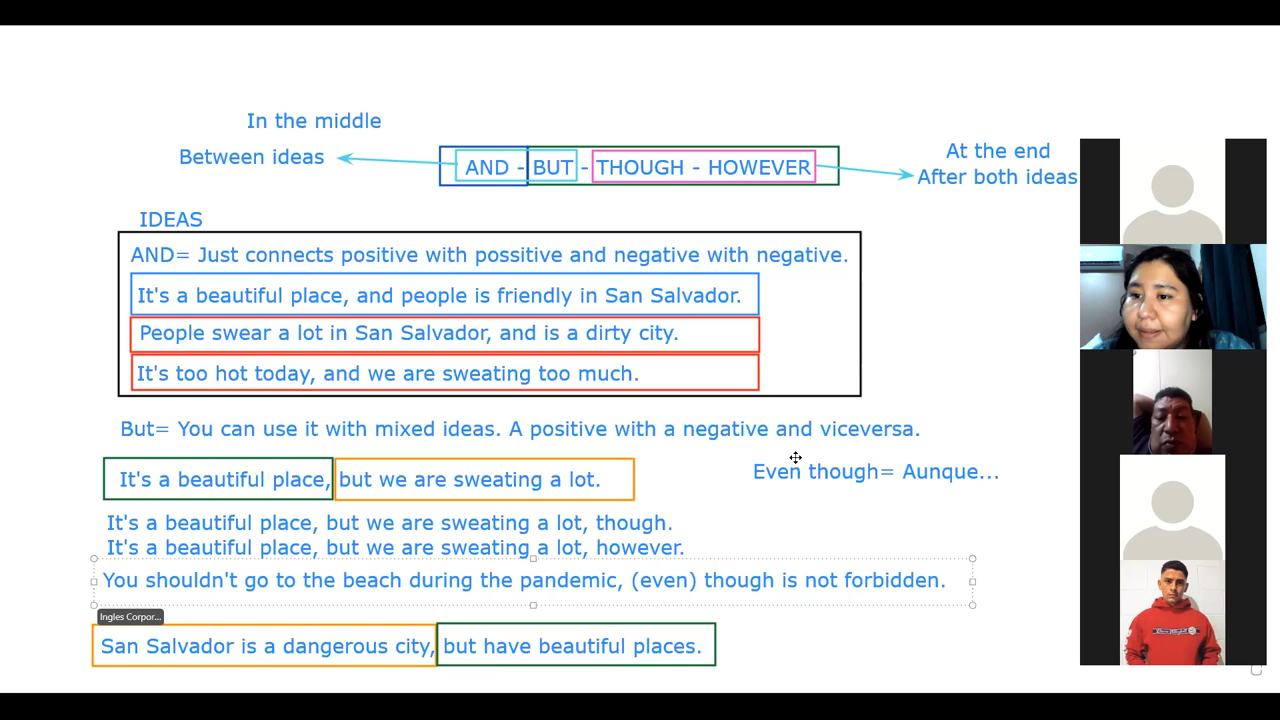 In the middle
Between ideas
AND - BUT - THOUGH - HOWEVER
At the end
After both ideas
IDEAS
AND= Just connects positive with possitive and negative with negative.
It's a beautiful place, and people is friendly in San Salvador.
People swear a lot in San Salvador, and is a dirty city.
It's too hot today, and we are sweating too much.
But= You can use it with mixed ideas. A positive with a negative and viceversa.
It's a beautiful place, but we are sweating a lot.
Even though= Aunque...
It's a beautiful place, but we are sweating a lot, though.
It's a beautiful place, but we are sweating a lot, however.
You shouldn't go to the beach during the pandemic, (even) though is not forbidden.
Ingles Corpor...
San Salvador is a dangerous city, but have beautiful places.